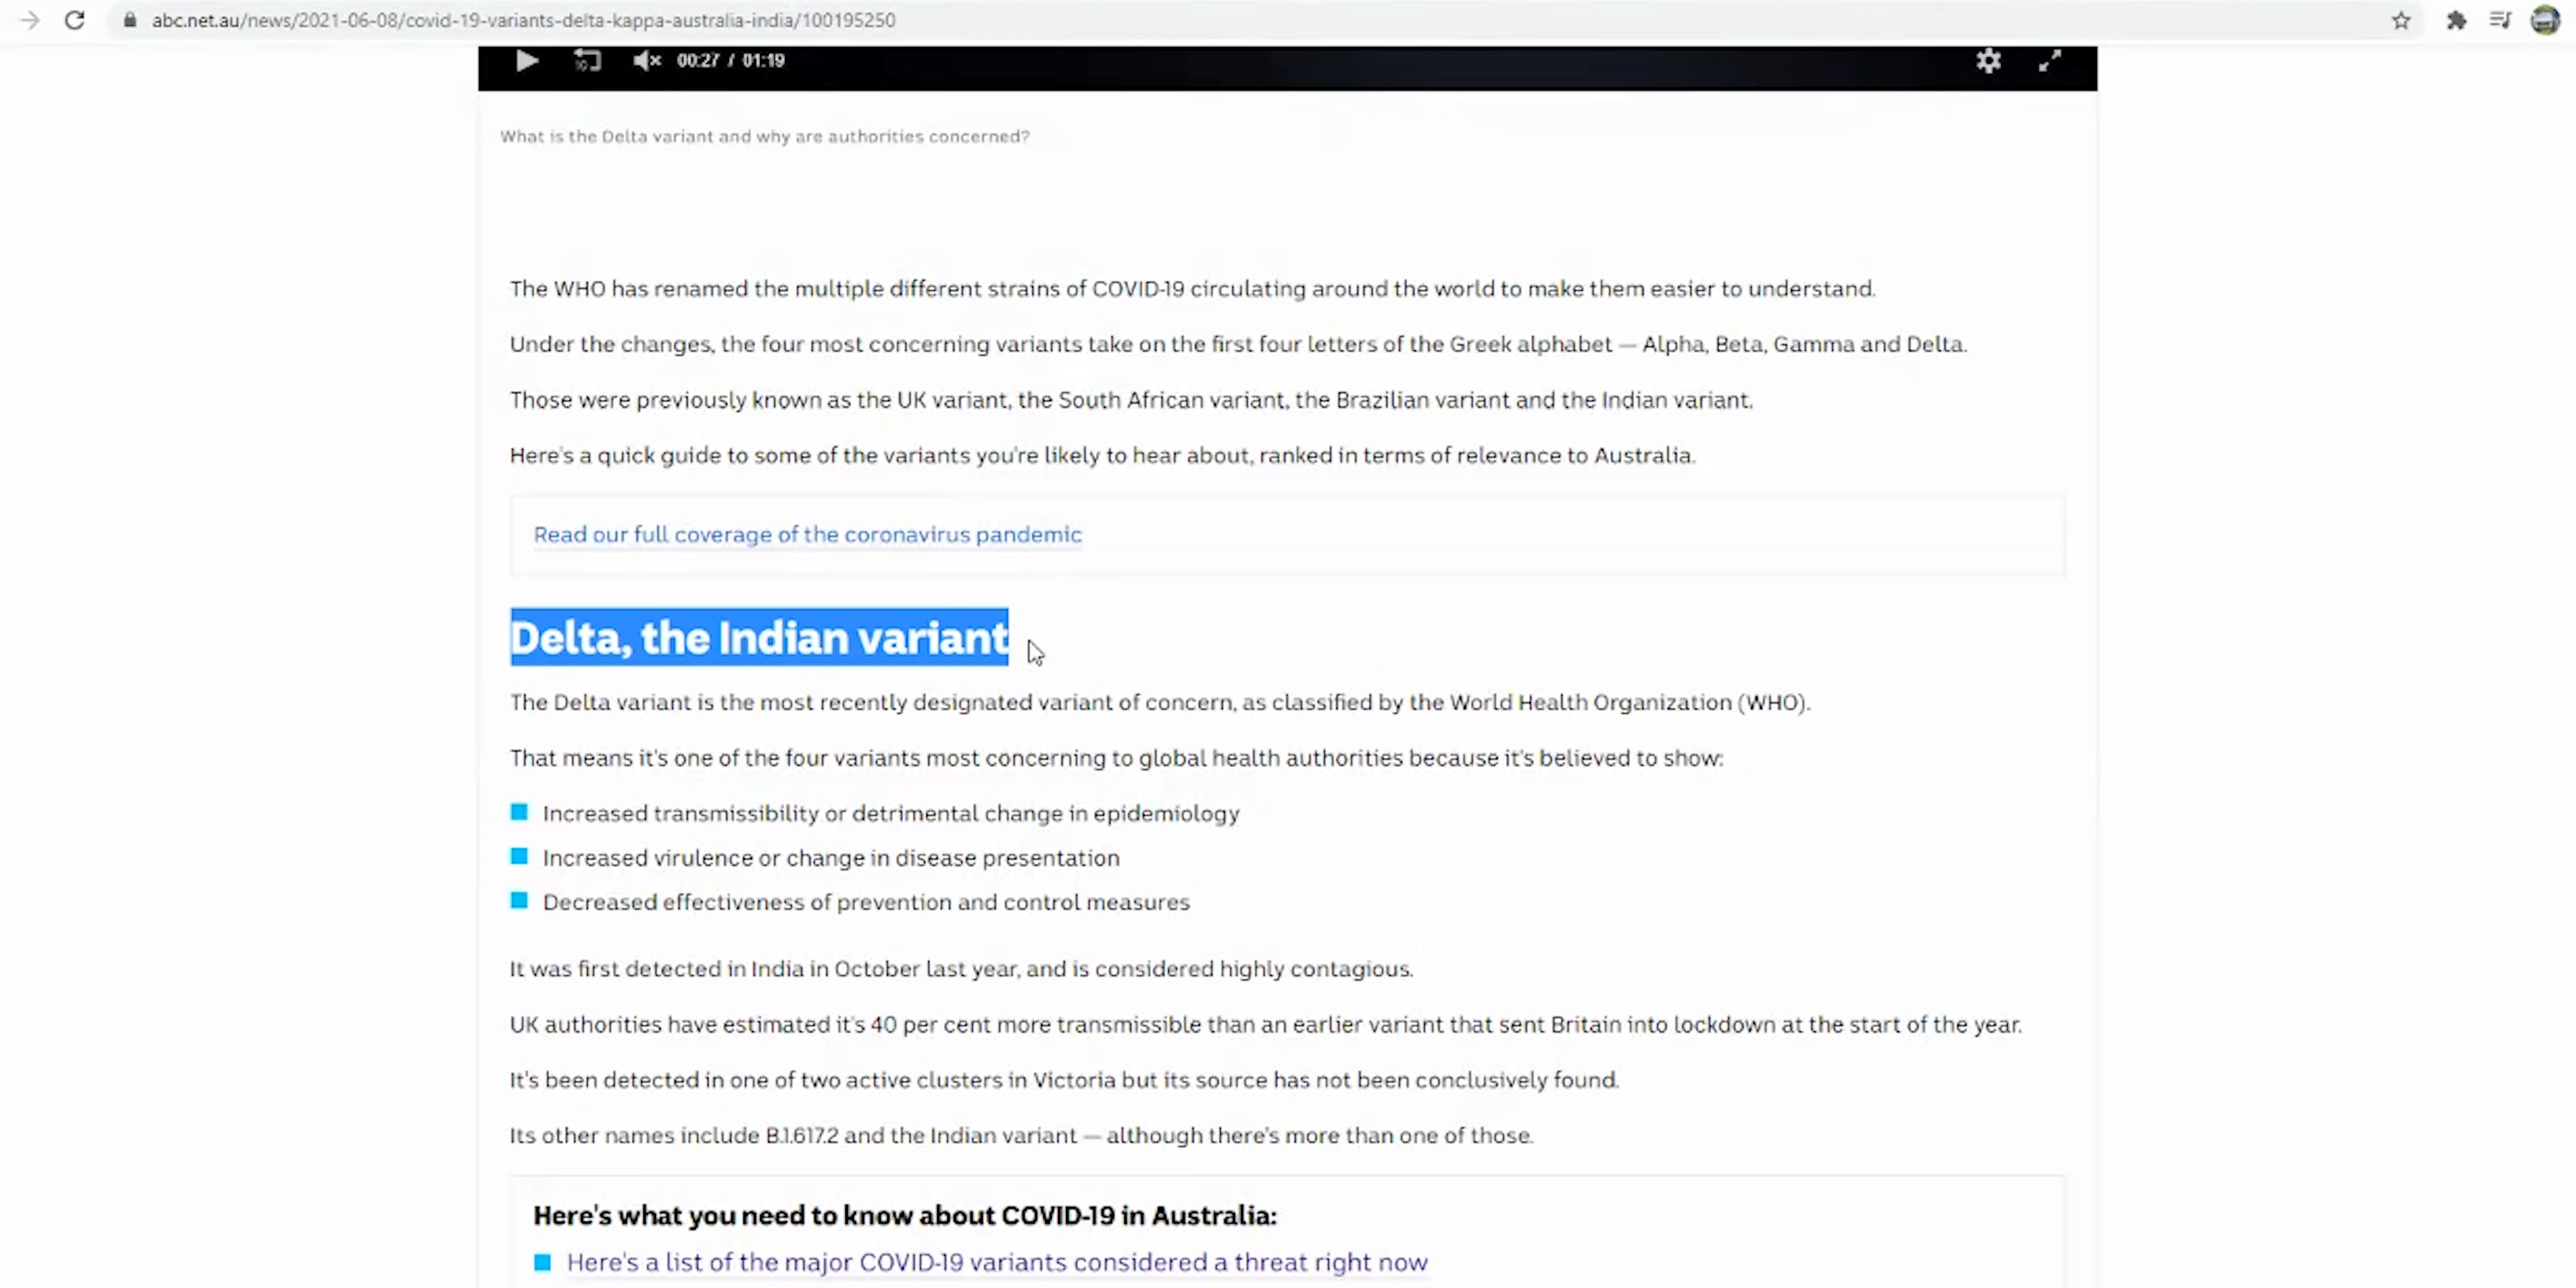 abc.net.au/news/2021-06-08/covid-19-variants-delta-kappa-australia-india/100195250
00:27 / 01:19
What is the Delta variant and why are authorities concerned?
The WHO has renamed the multiple different strains of COVID-19 circulating around the world to make them easier to understand.
Under the changes, the four most concerning variants take on the first four letters of the Greek alphabet — Alpha, Beta, Gamma and Delta.
Those were previously known as the UK variant, the South African variant, the Brazilian variant and the Indian variant.
Here's a quick guide to some of the variants you're likely to hear about, ranked in terms of relevance to Australia.
Read our full coverage of the coronavirus pandemic
Delta, the Indian variant
The Delta variant is the most recently designated variant of concern, as classified by the World Health Organization (WHO).
That means it's one of the four variants most concerning to global health authorities because it's believed to show:
Increased transmissibility or detrimental change in epidemiology
Increased virulence or change in disease presentation
Decreased effectiveness of prevention and control measures
It was first detected in India in October last year, and is considered highly contagious.
UK authorities have estimated it's 40 per cent more transmissible than an earlier variant that sent Britain into lockdown at the start of the year.
It's been detected in one of two active clusters in Victoria but its source has not been conclusively found.
Its other names include B.1.617.2 and the Indian variant — although there's more than one of those.
Here's what you need to know about COVID-19 in Australia:
Here's a list of the major COVID-19 variants considered a threat right now